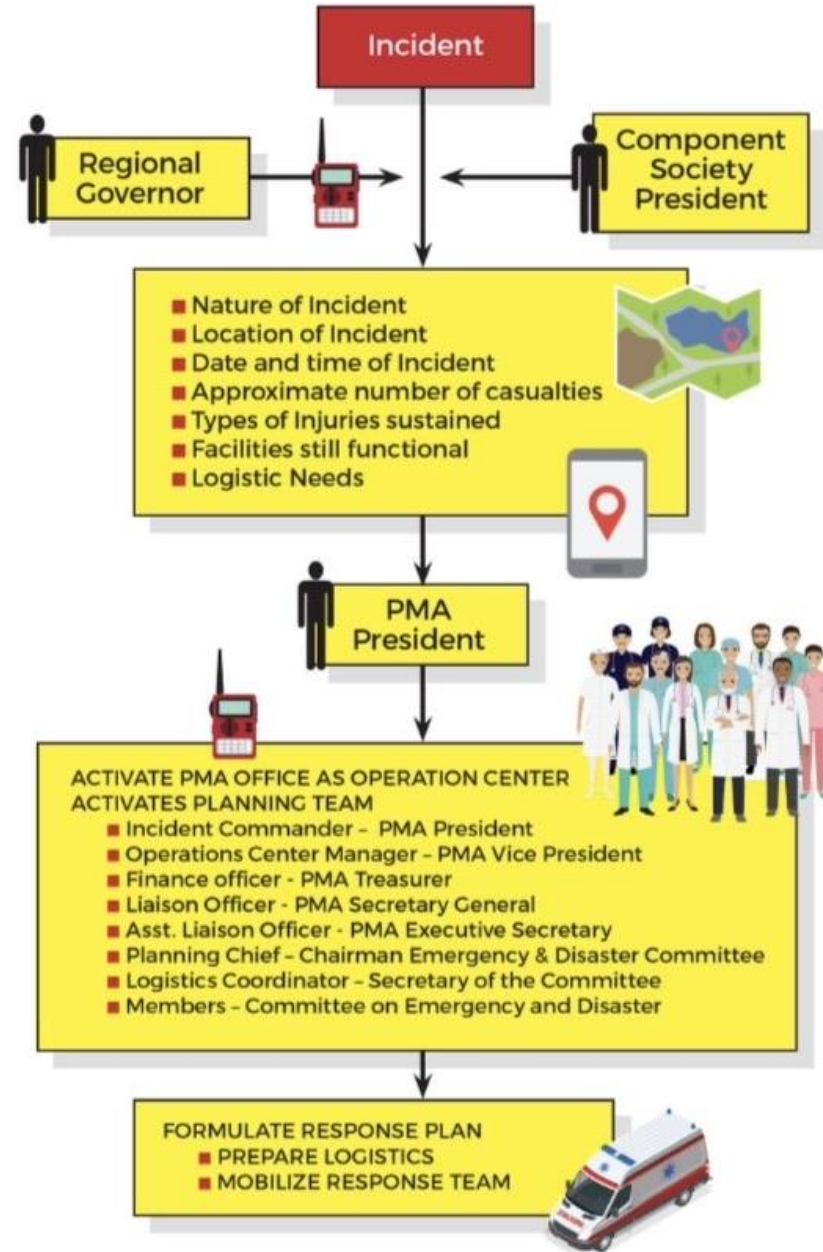 Incident
Regional
Governor
Component
Society
President
■ Nature of Incident
■ Location of Incident
■ Date and time of Incident
■ Approximate number of casualties
■ Types of Injuries sustained
■ Facilities still functional
■ Logistic Needs
PMA
President
ACTIVATE PMA OFFICE AS OPERATION CENTER
ACTIVATES PLANNING TEAM
■ Incident Commander – PMA President
■ Operations Center Manager – PMA Vice President
■ Finance officer - PMA Treasurer
■ Liaison Officer - PMA Secretary General
■ Asst. Liaison Officer - PMA Executive Secretary
■ Planning Chief – Chairman Emergency & Disaster Committee
■ Logistics Coordinator – Secretary of the Committee
■ Members – Committee on Emergency and Disaster
FORMULATE RESPONSE PLAN
■ PREPARE LOGISTICS
■ MOBILIZE RESPONSE TEAM